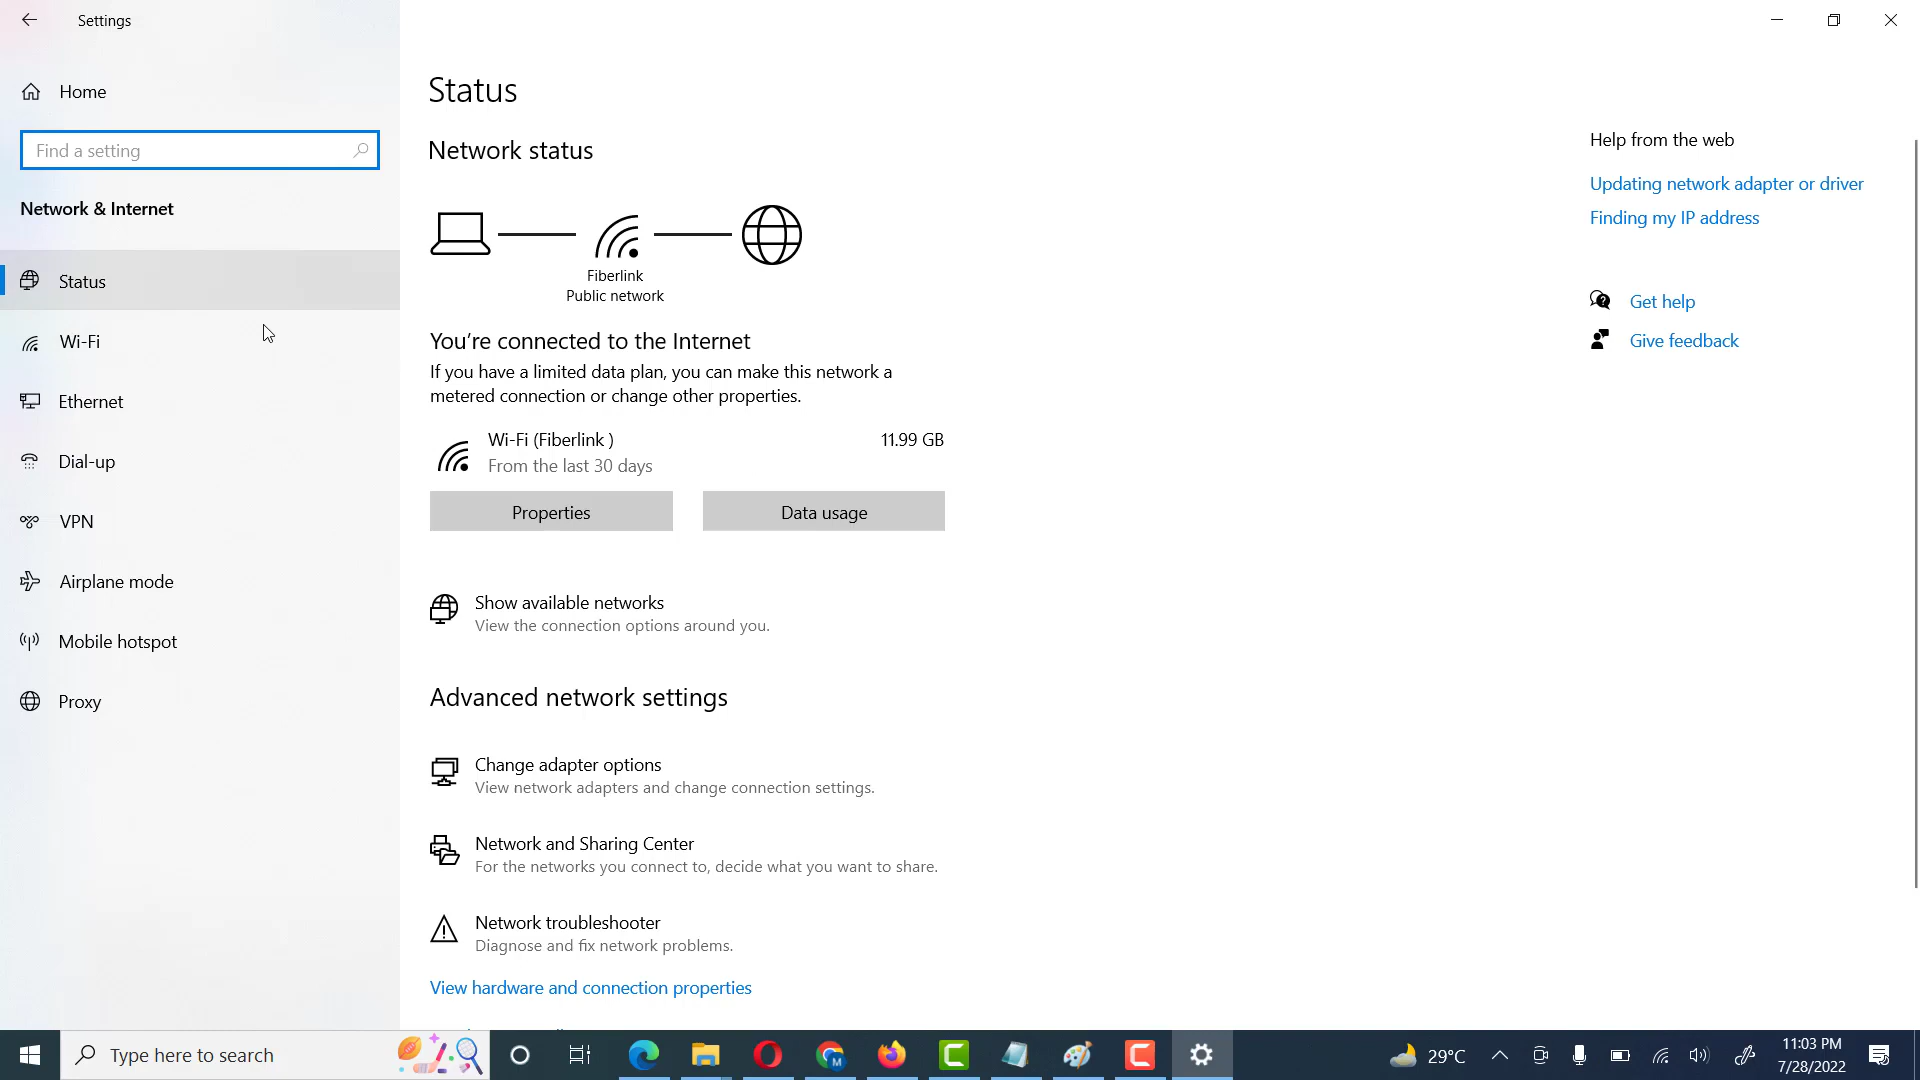 Settings
Home
Find a setting
Network & Internet
Status
Wi-Fi
Ethernet
Dial-up
VPN
Airplane mode
Mobile hotspot
Proxy
Status
Network status
Fiberlink
Public network
You're connected to the Internet
If you have a limited data plan, you can make this network a
metered connection or change other properties.
Wi-Fi (Fiberlink )
11.99 GB
From the last 30 days
Properties
Data usage
Show available networks
View the connection options around you.
Advanced network settings
Change adapter options
View network adapters and change connection settings.
Network and Sharing Center
For the networks you connect to, decide what you want to share.
Network troubleshooter
Diagnose and fix network problems.
View hardware and connection properties
Help from the web
Updating network adapter or driver
Finding my IP address
Get help
Give feedback
Type here to search
M
29°C
11:03 PM
7/28/2022